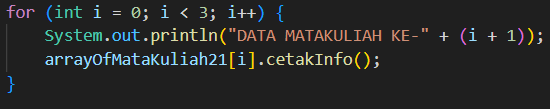 for (int i = 0; i < 3; i++) {
    System.out.println("DATA MATAKULIAH KE-" + (i + 1));
    arrayOfMataKuliah21[i].cetakInfo();
}